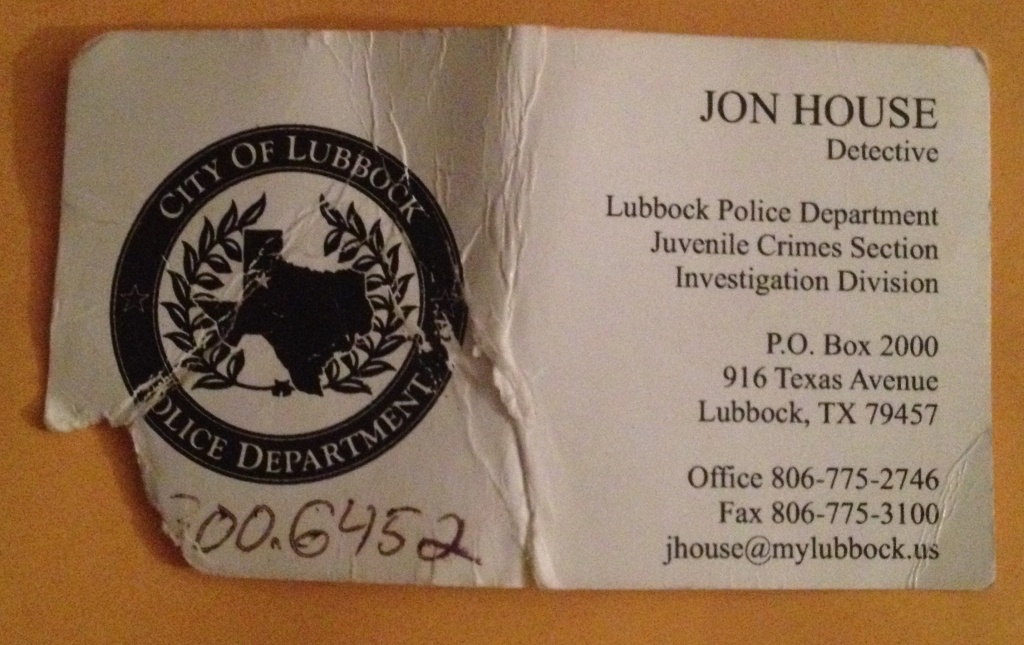 CITY OF LUBBOCK
OLICE DEPARTMENT
00.6452
JON HOUSE
Detective
Lubbock Police Department
Juvenile Crimes Section
Investigation Division
P.O. Box 2000
916 Texas Avenue
Lubbock, TX 79457
Office 806-775-2746
Fax 806-775-3100
jhouse@mylubbock.us